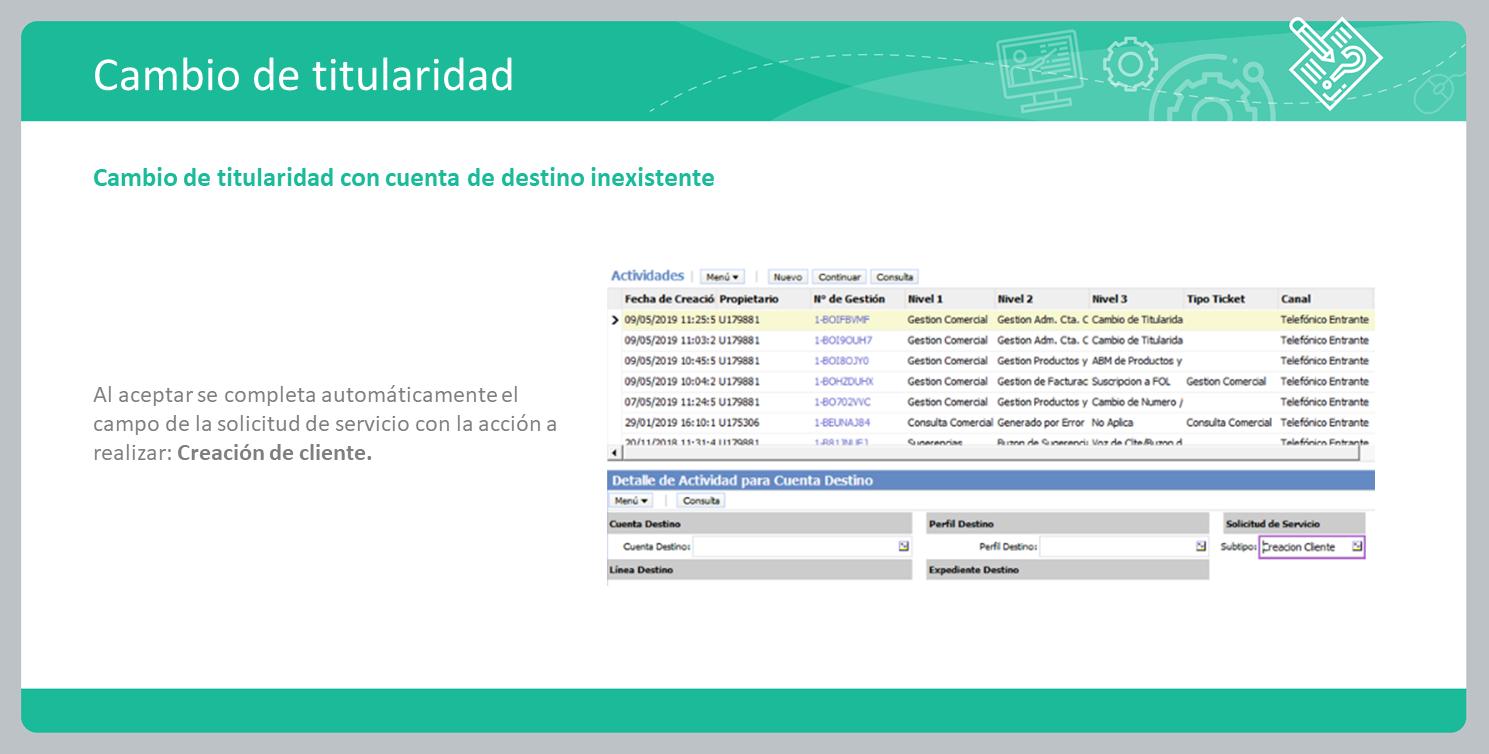 Cambio de titularidad
Cambio de titularidad con cuenta de destino inexistente
Al aceptar se completa automáticamente el
campo de la solicitud de servicio con la acción a
realizar: Creación de cliente.
Actividades | Menú | Nuevo Continuar Consulta
Fecha de Creació Propietario Nº de Gestión Nivel 1 Nivel 2 Nivel 3 Tipo Ticket Canal
09/05/2019 11:25:5 U179881 1-BOIFBVMF Gestion Comercial Gestion Adm. Cta. C Cambio de Titularida Telefónico Entrante
09/05/2019 11:03:2 U179881 1-BOI9OUH7 Gestion Comercial Gestion Adm. Cta. C Cambio de Titularida Telefónico Entrante
09/05/2019 10:45:5 U179881 1-BOI8OJY0 Gestion Comercial Gestion Productos y ABM de Productos y Telefónico Entrante
09/05/2019 10:04:2 U179881 1-BOHZDUHX Gestion Comercial Gestion de Facturac Suscripcion a FOL Gestion Comercial Telefónico Entrante
07/05/2019 11:24:5 U179881 1-BO702VVC Gestion Comercial Gestion Productos y Cambio de Numero / Telefónico Entrante
29/01/2019 16:10:1 U175306 1-BEUNAJ84 Consulta Comercial Generado por Error No Aplica Consulta Comercial Telefónico Entrante
20/11/2018 11:31:4 U179881 Sugerencias Buzon de Sugerenci Voz de Clte/Buzon d Telefónico Entrante
Detalle de Actividad para Cuenta Destino
Menú | Consulta
Cuenta Destino Perfil Destino Solicitud de Servicio
Cuenta Destino: Perfil Destino: Subtipo: Creacion Cliente
Línea Destino Expediente Destino